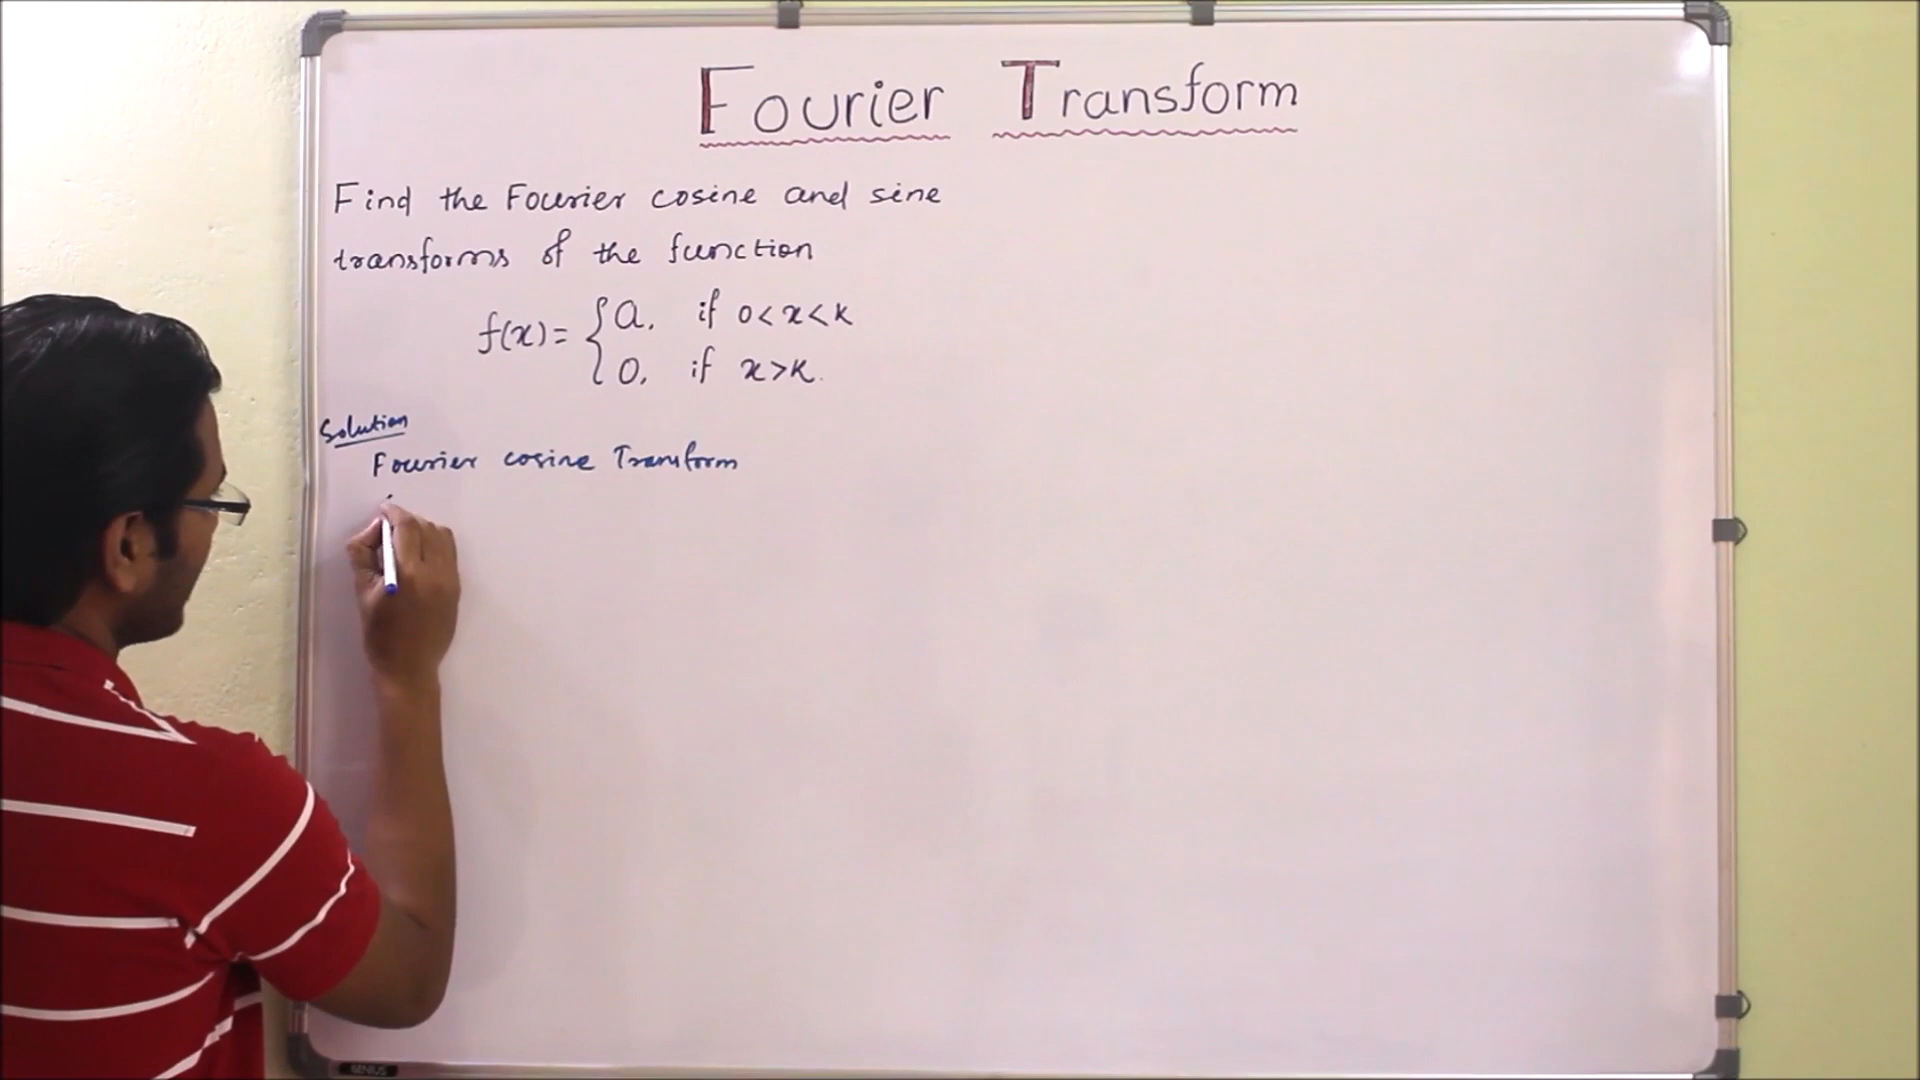 Fourier Transform
Find the Fourier cosine and sine
transforms of the function
f(x) = { a, if 0 < x < k
0, if x > k.
Solution
Fourier cosine Transform
GENIUS